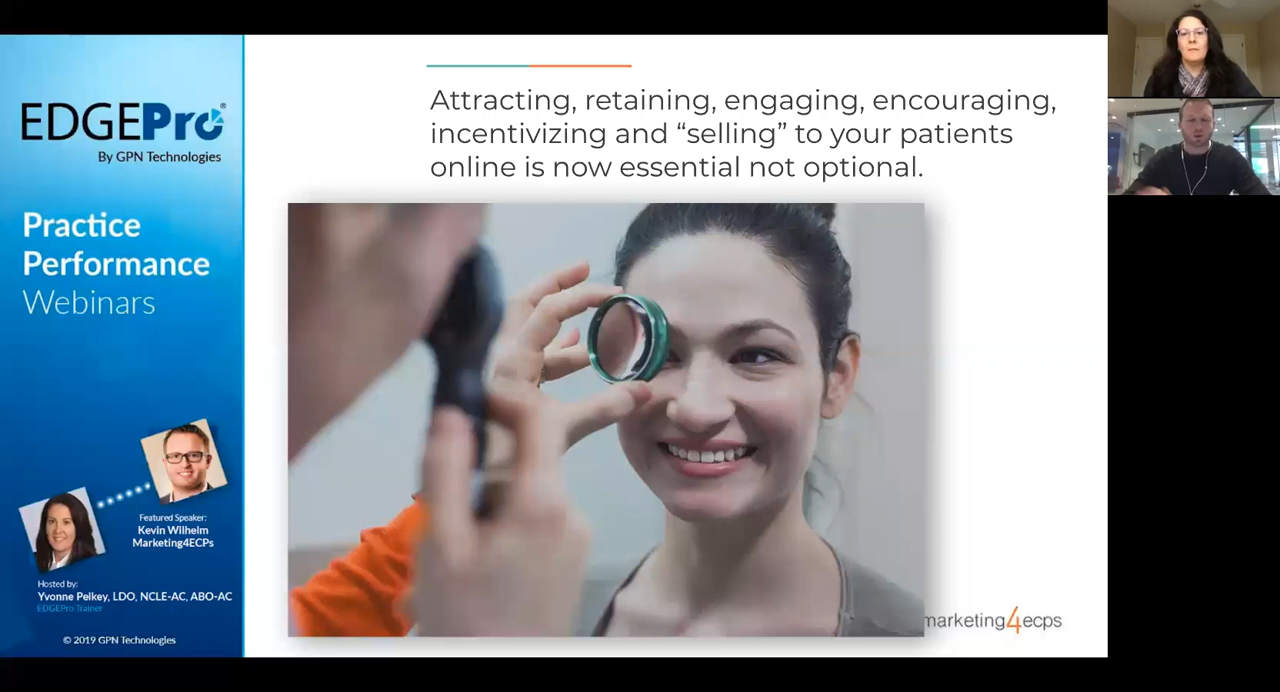 EDGEPro®
By GPN Technologies
Practice
Performance
Webinars
Featured Speaker:
Kevin Wilhelm
Marketing4ECPs
Hosted by:
Yvonne Pelkey, LDO, NCLE-AC, ABO-AC
EDGEPro Trainer
© 2019 GPN Technologies
Attracting, retaining, engaging, encouraging,
incentivizing and “selling” to your patients
online is now essential not optional.
marketing4ecps